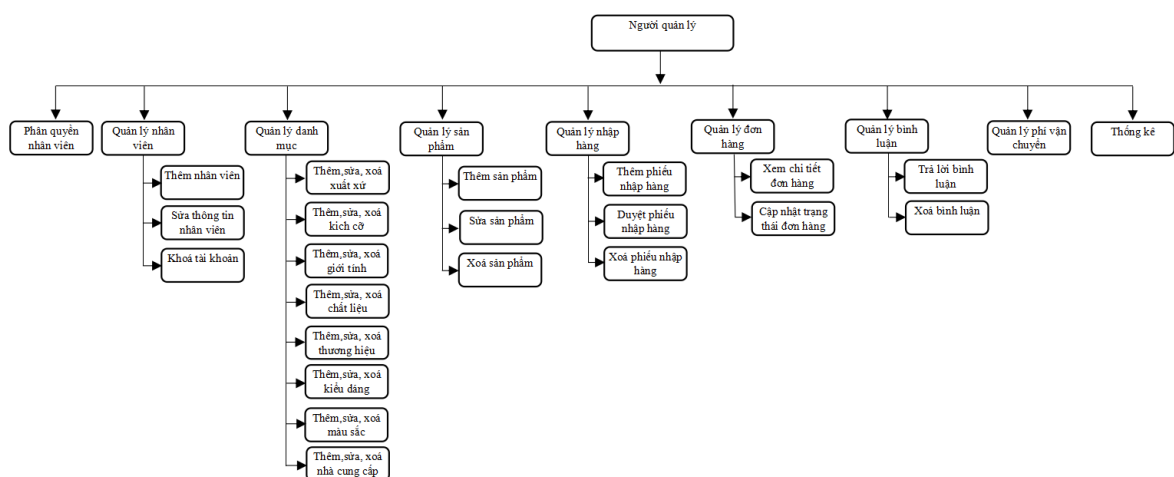 Người quản lý
Phân quyền
nhân viên
Quản lý nhân
viên
Thêm nhân viên
Sửa thông tin
nhân viên
Khoá tài khoản
Quản lý danh
mục
Thêm,sửa, xoá
xuất xứ
Thêm,sửa, xoá
kích cỡ
Thêm,sửa, xoá
giới tính
Thêm,sửa, xoá
chất liệu
Thêm,sửa, xoá
thương hiệu
Thêm,sửa, xoá
kiểu dáng
Thêm,sửa, xoá
màu sắc
Thêm,sửa, xoá
nhà cung cấp
Quản lý sản
phẩm
Thêm sản phẩm
Sửa sản phẩm
Xoá sản phẩm
Quản lý nhập
hàng
Thêm phiếu
nhập hàng
Duyệt phiếu
nhập hàng
Xoá phiếu nhập
hàng
Quản lý đơn
hàng
Xem chi tiết
đơn hàng
Cập nhật trạng
thái đơn hàng
Quản lý bình
luận
Trả lời bình
luận
Xoá bình luận
Quản lý phí vận
chuyển
Thống kê